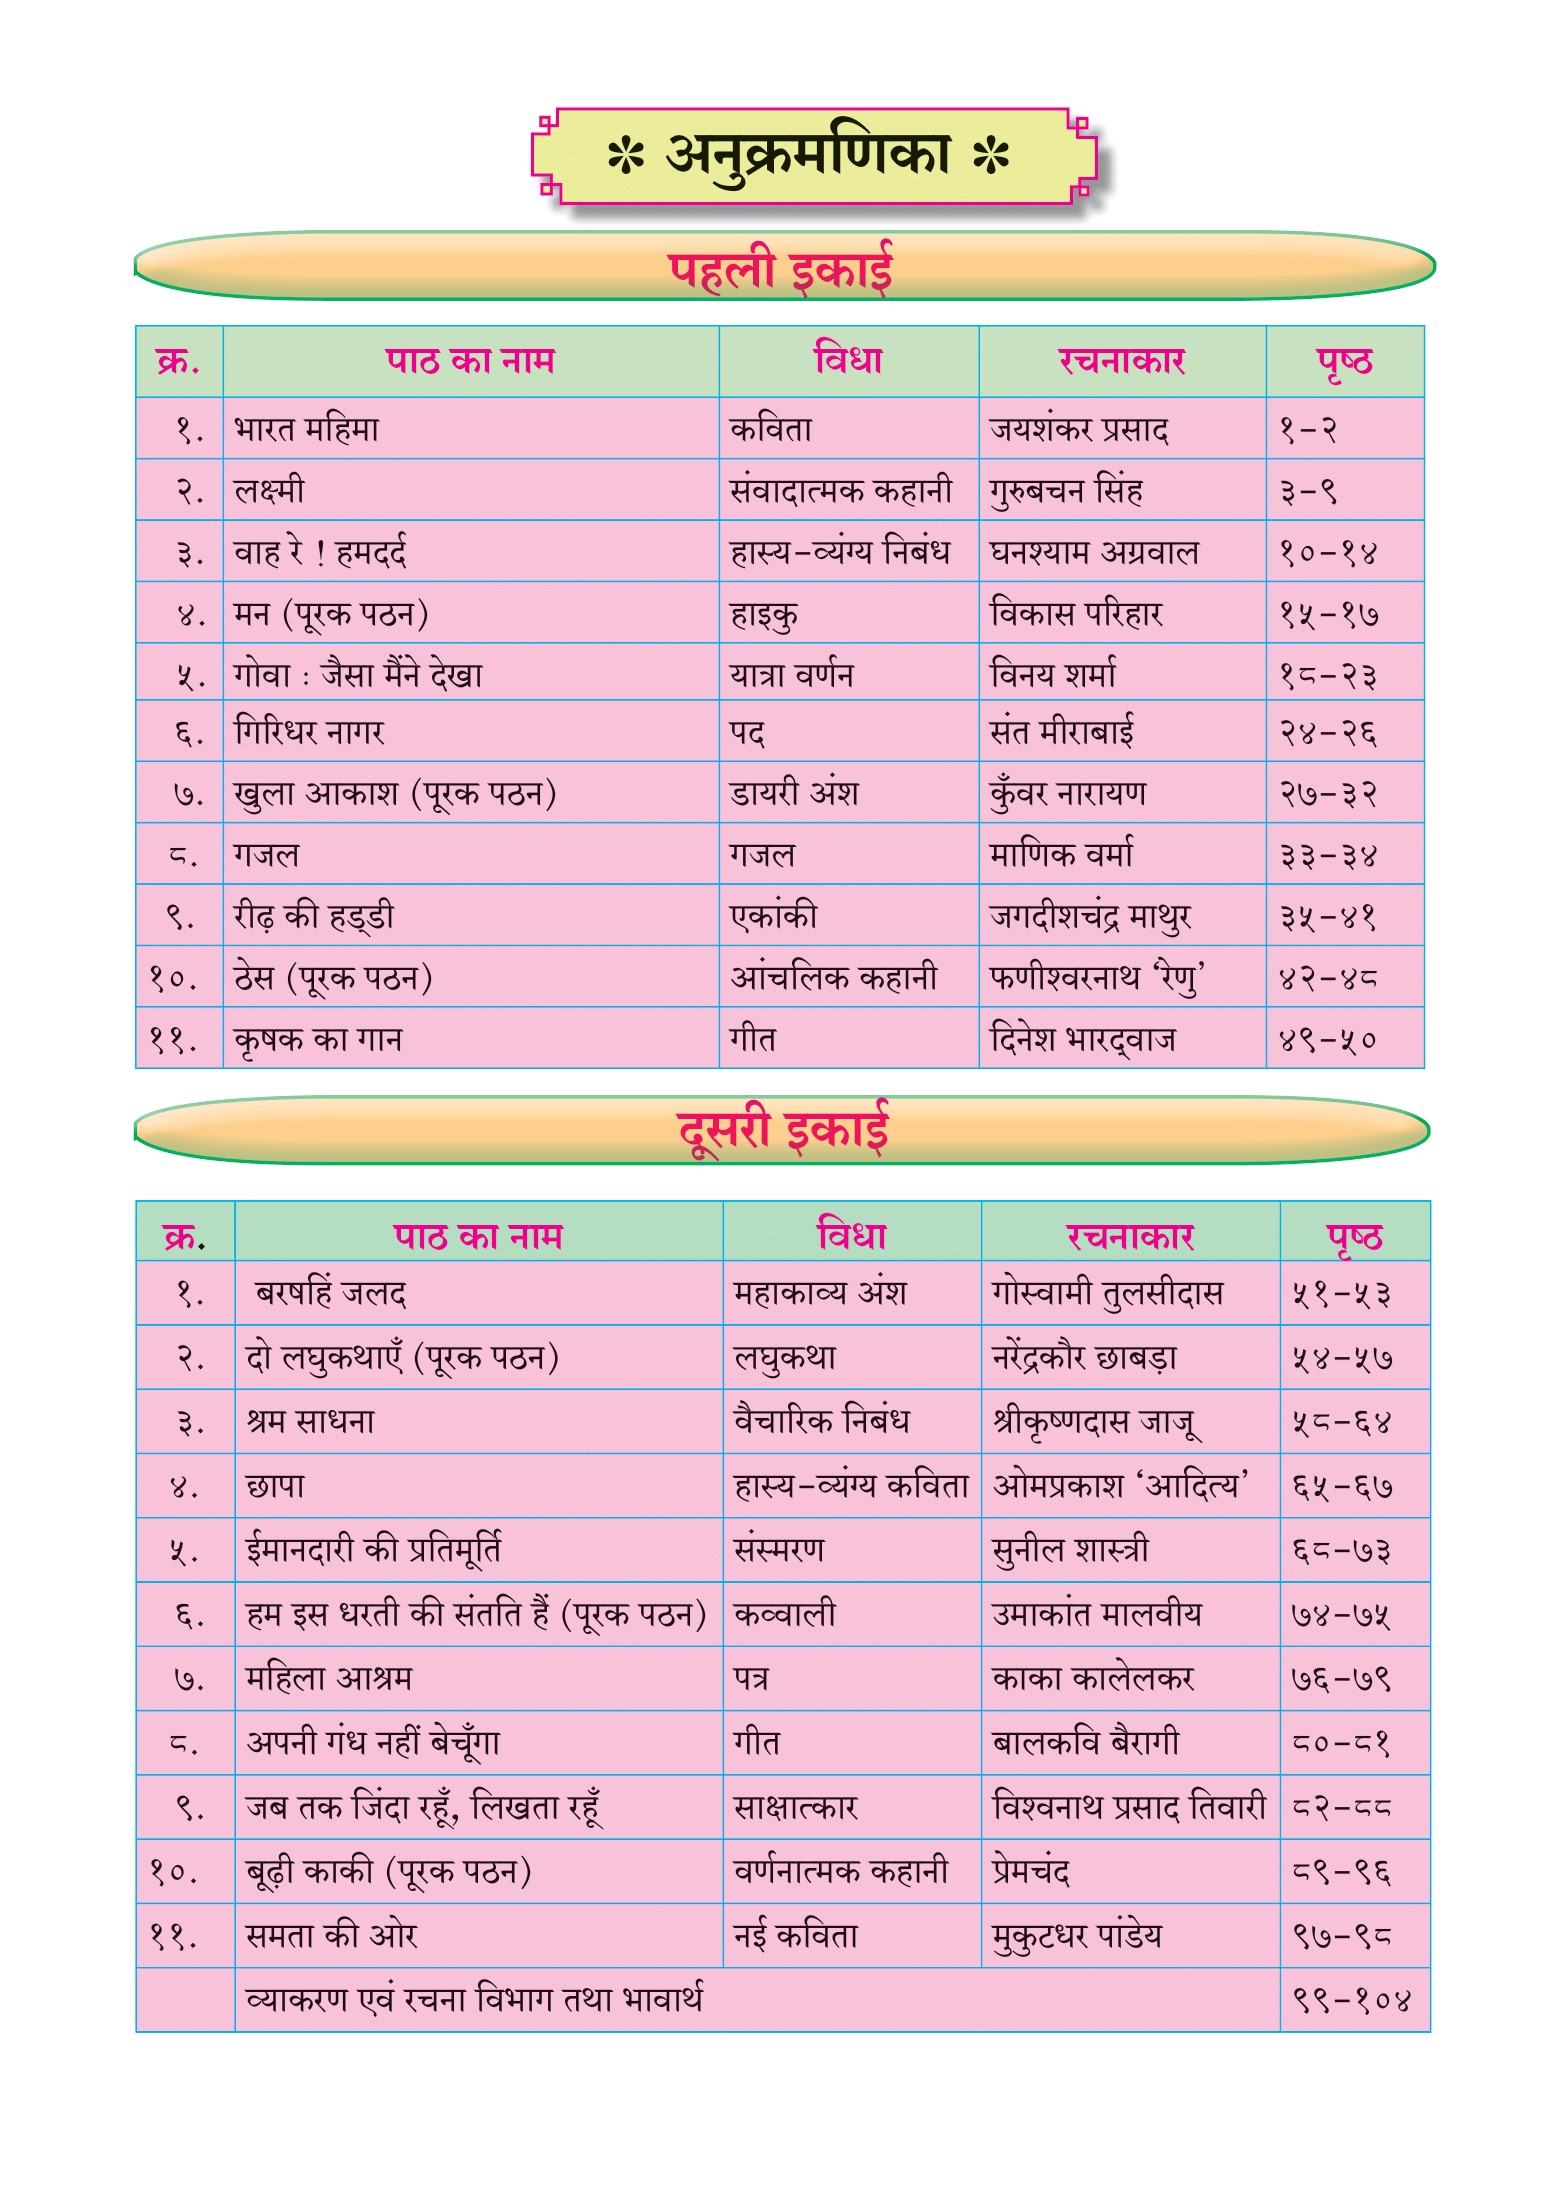 * अनुक्रमणिका *
पहली इकाई
क्र. पाठ का नाम विधा रचनाकार पृष्ठ
१. भारत महिमा कविता जयशंकर प्रसाद १-२
२. लक्ष्मी संवादात्मक कहानी गुरुबचन सिंह ३-९
३. वाह रे ! हमदर्द हास्य-व्यंग्य निबंध घनश्याम अग्रवाल १०-१४
४. मन (पूरक पठन) हाइकु विकास परिहार १५-१७
५. गोवा : जैसा मैंने देखा यात्रा वर्णन विनय शर्मा १८-२३
६. गिरिधर नागर पद संत मीराबाई २४-२६
७. खुला आकाश (पूरक पठन) डायरी अंश कुँवर नारायण २७-३२
८. गजल गजल माणिक वर्मा ३३-३४
९. रीढ़ की हड्‌डी एकांकी जगदीशचंद्र माथुर ३५-४१
१०. ठेस (पूरक पठन) आंचलिक कहानी फणीश्वरनाथ ‘रेणु’ ४२-४८
११. कृषक का गान गीत दिनेश भारद्‌वाज ४९-५०
दूसरी इकाई
क्र. पाठ का नाम विधा रचनाकार पृष्ठ
१. बरषहिं जलद महाकाव्य अंश गोस्वामी तुलसीदास ५१-५३
२. दो लघुकथाएँ (पूरक पठन) लघुकथा नरेंद्रकौर छाबड़ा ५४-५७
३. श्रम साधना वैचारिक निबंध श्रीकृष्णदास जाजू ५८-६४
४. छापा हास्य-व्यंग्य कविता ओमप्रकाश ‘आदित्य’ ६५-६७
५. ईमानदारी की प्रतिमूर्ति संस्मरण सुनील शास्त्री ६८-७३
६. हम इस धरती की संतति हैं (पूरक पठन) कव्वाली उमाकांत मालवीय ७४-७५
७. महिला आश्रम पत्र काका कालेलकर ७६-७९
८. अपनी गंध नहीं बेचूँगा गीत बालकवि बैरागी ८०-८१
९. जब तक जिंदा रहूँ, लिखता रहूँ साक्षात्कार विश्वनाथ प्रसाद तिवारी ८२-८८
१०. बूढ़ी काकी (पूरक पठन) वर्णनात्मक कहानी प्रेमचंद ८९-९६
११. समता की ओर नई कविता मुकुटधर पांडेय ९७-९८
व्याकरण एवं रचना विभाग तथा भावार्थ ९९-१०४